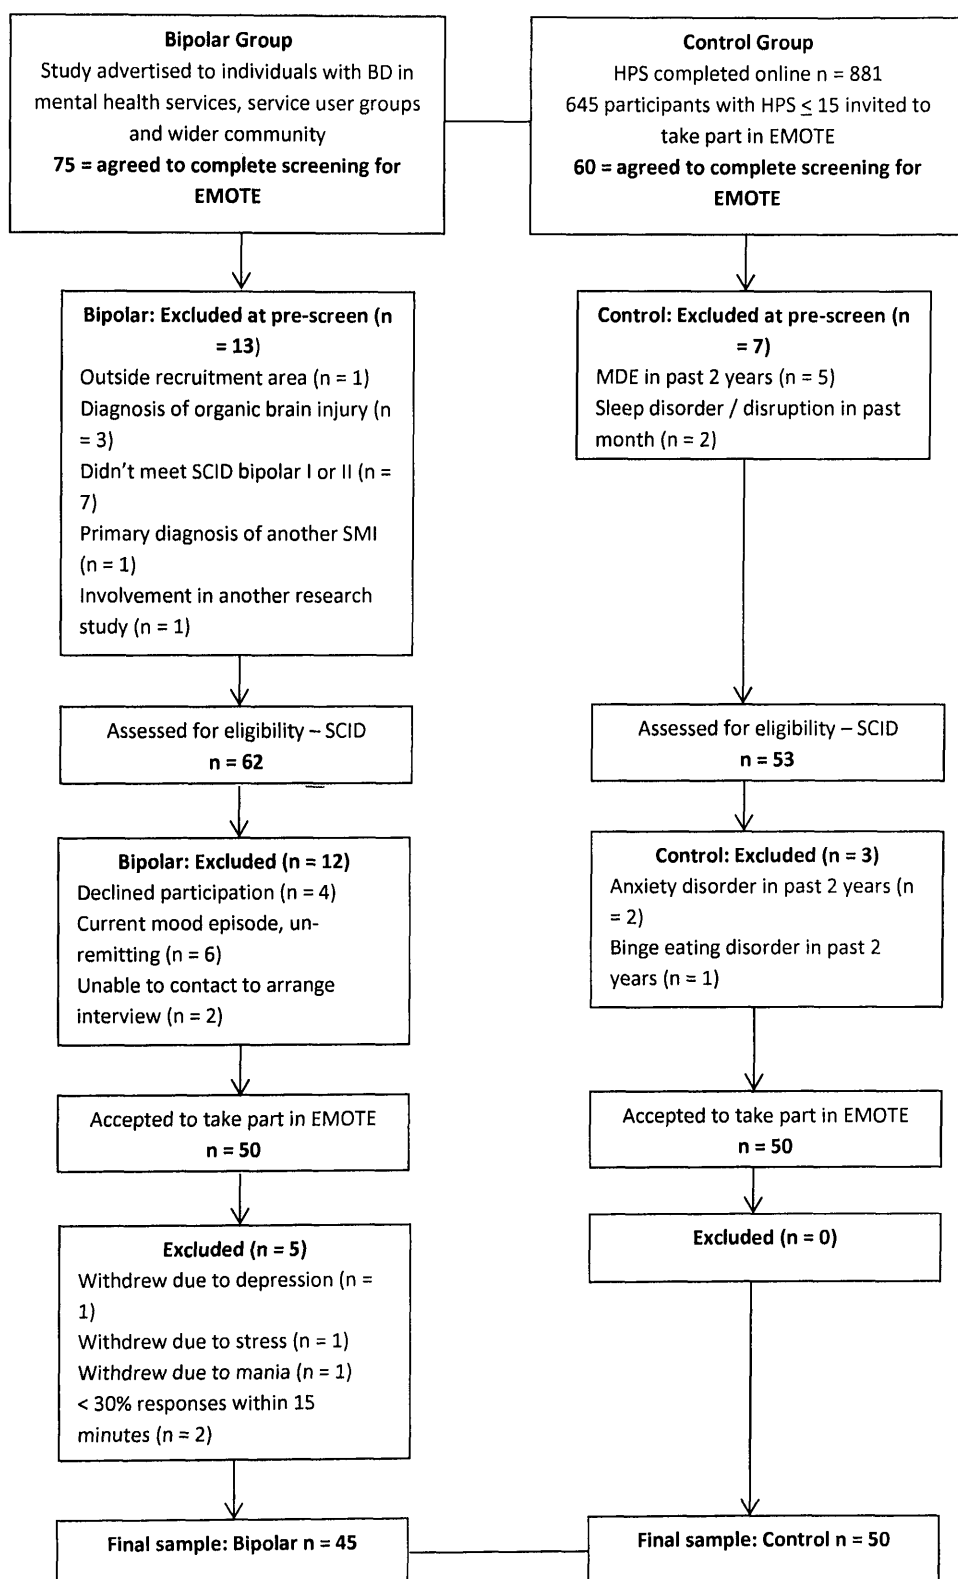 Bipolar Group
Study advertised to individuals with BD in
mental health services, service user groups
and wider community
75 = agreed to complete screening for
EMOTE
Control Group
HPS completed online n = 881
645 participants with HPS ≤ 15 invited to
take part in EMOTE
60 = agreed to complete screening for
EMOTE
Bipolar: Excluded at pre-screen (n
= 13)
Outside recruitment area (n = 1)
Diagnosis of organic brain injury (n
= 3)
Didn't meet SCID bipolar I or II (n =
7)
Primary diagnosis of another SMI
(n = 1)
Involvement in another research
study (n = 1)
Control: Excluded at pre-screen (n
= 7)
MDE in past 2 years (n = 5)
Sleep disorder / disruption in past
month (n = 2)
Assessed for eligibility – SCID
n = 62
Assessed for eligibility – SCID
n = 53
Bipolar: Excluded (n = 12)
Declined participation (n = 4)
Current mood episode, un-
remitting (n = 6)
Unable to contact to arrange
interview (n = 2)
Control: Excluded (n = 3)
Anxiety disorder in past 2 years (n
= 2)
Binge eating disorder in past 2
years (n = 1)
Accepted to take part in EMOTE
n = 50
Accepted to take part in EMOTE
n = 50
Excluded (n = 5)
Withdrew due to depression (n =
1)
Withdrew due to stress (n = 1)
Withdrew due to mania (n = 1)
< 30% responses within 15
minutes (n = 2)
Excluded (n = 0)
Final sample: Bipolar n = 45
Final sample: Control n = 50